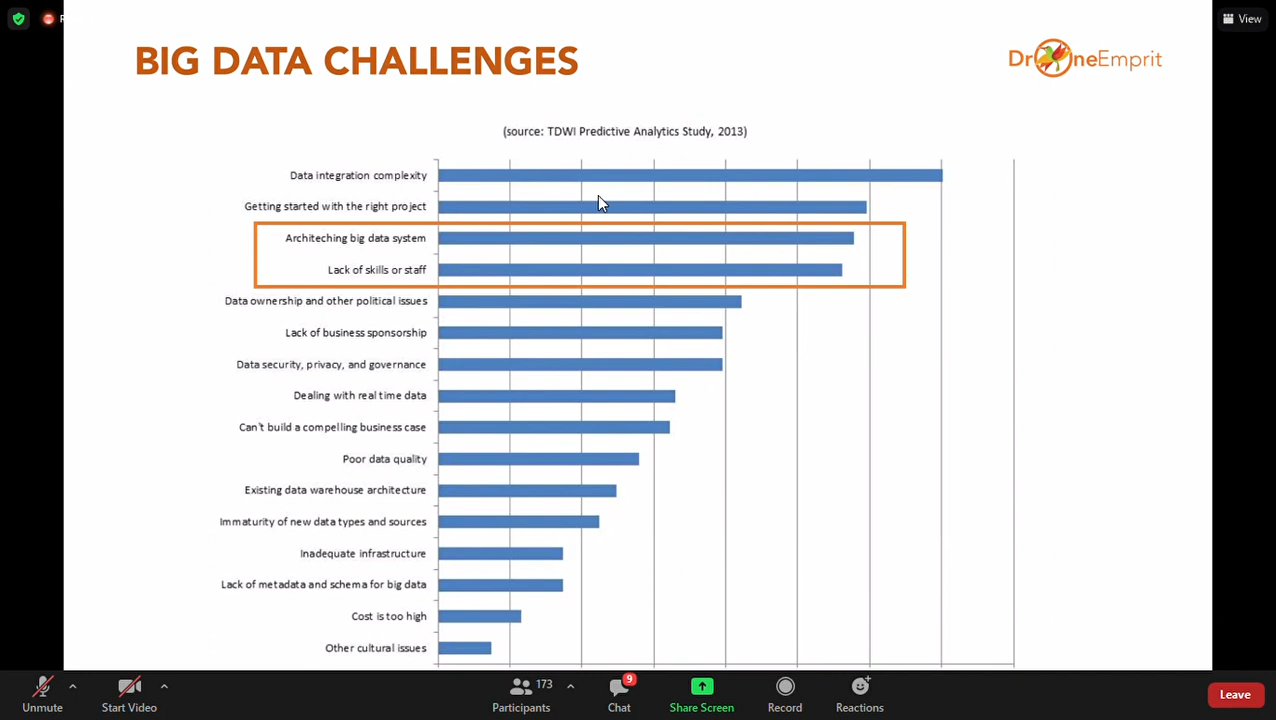 View
BIG DATA CHALLENGES
DroneEmprit
(source: TDWI Predictive Analytics Study, 2013)
Data integration complexity
Getting started with the right project
Architeching big data system
Lack of skills or staff
Data ownership and other political issues
Lack of business sponsorship
Data security, privacy, and governance
Dealing with real time data
Can't build a compelling business case
Poor data quality
Existing data warehouse architecture
Immaturity of new data types and sources
Inadequate infrastructure
Lack of metadata and schema for big data
Cost is too high
Other cultural issues
Unmute
Start Video
173
Participants
9
Chat
Share Screen
Record
Reactions
Leave